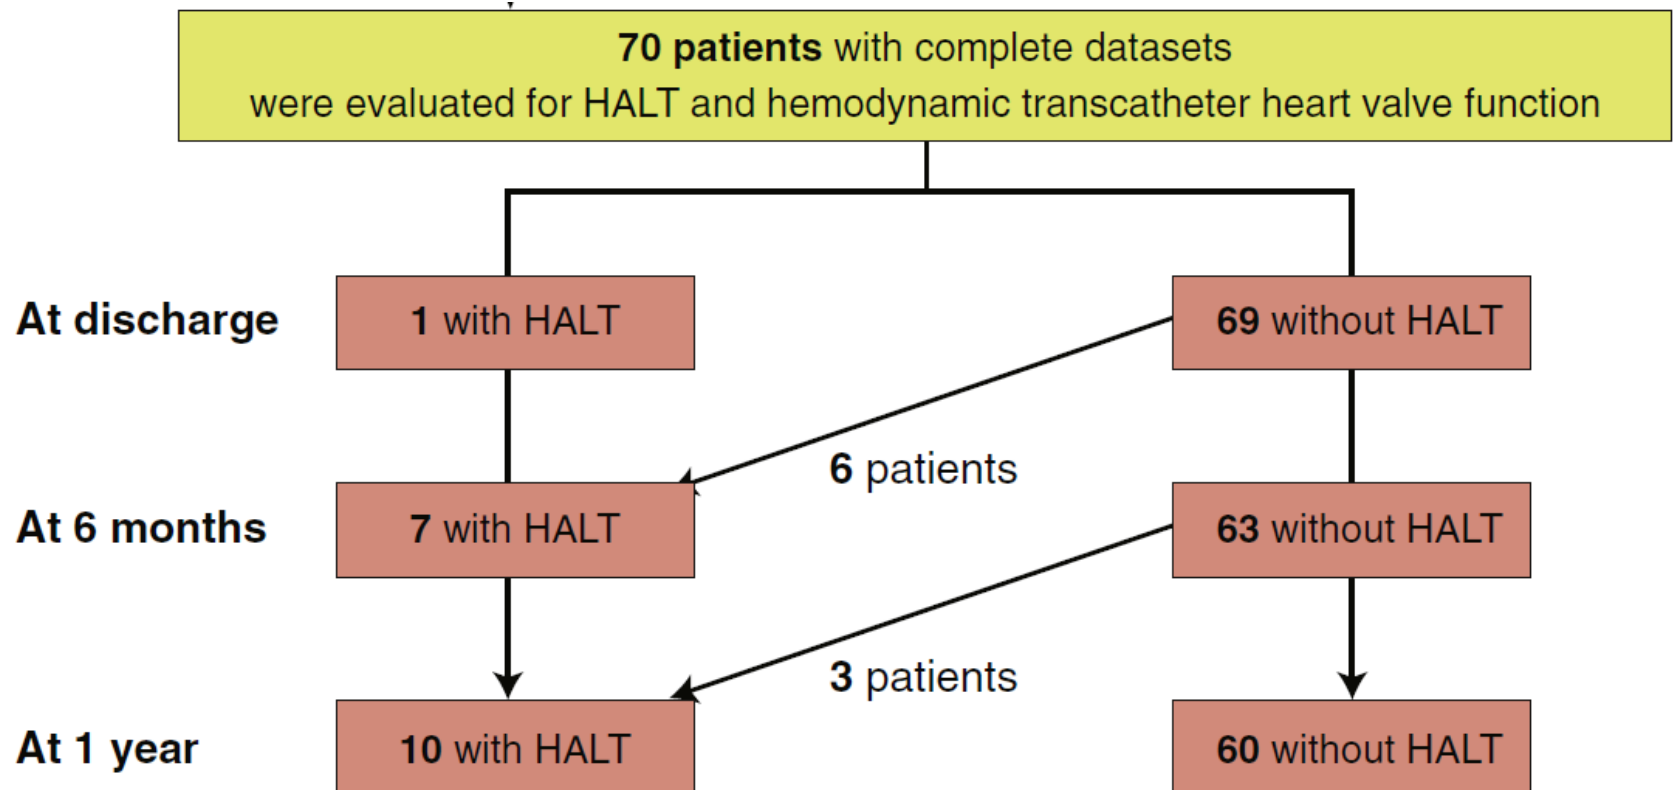 70 patients with complete datasets
were evaluated for HALT and hemodynamic transcatheter heart valve function
At discharge
1 with HALT
69 without HALT
6 patients
At 6 months
7 with HALT
63 without HALT
3 patients
At 1 year
10 with HALT
60 without HALT